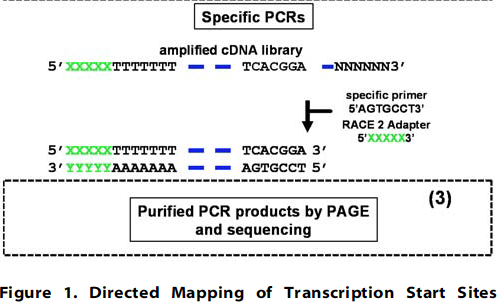 Specific PCRs
amplified cDNA library
5'XXXXXTTTTTTT — — TCACGGA –NNNNNN3'
specific primer
5'AGTGCCT3'
RACE 2 Adapter
5'XXXXX3'
5'XXXXXTTTTTTT — — TCACGGA 3'
3'YYYYYAAAAAAA — — AGTGCCT 5'
(3)
Purified PCR products by PAGE
and sequencing
Figure 1. Directed Mapping of Transcription Start Sites